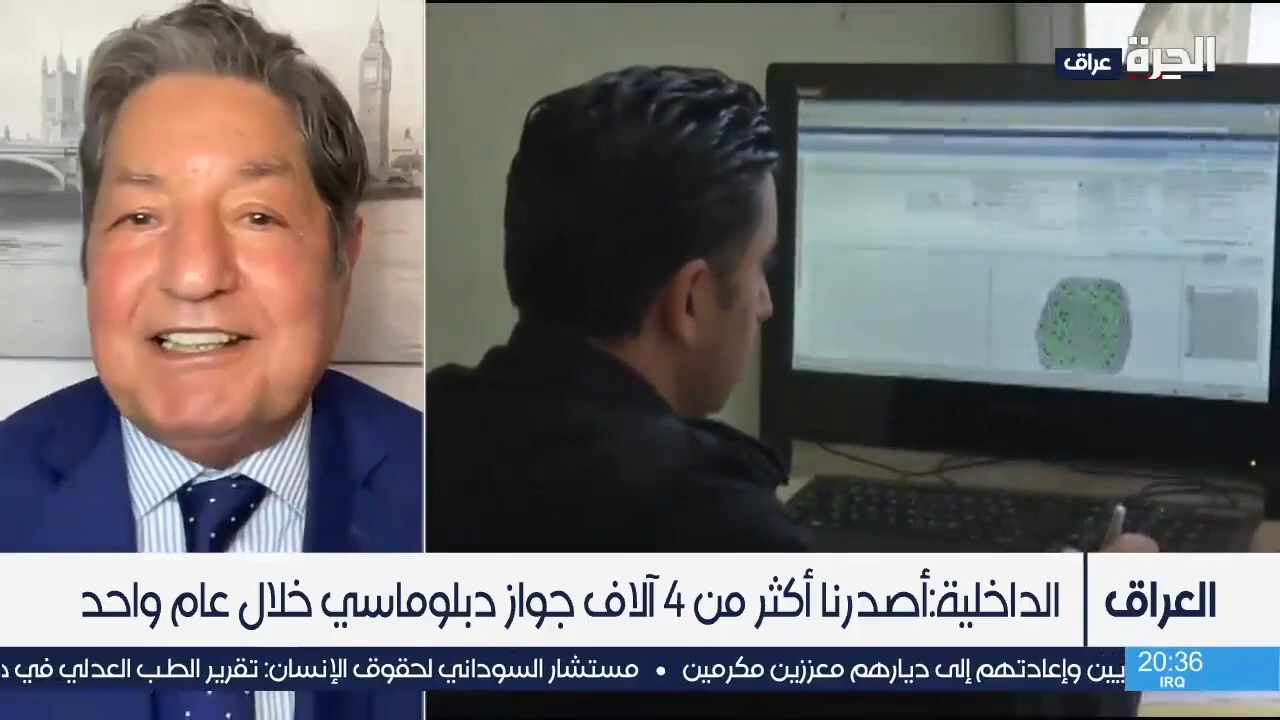 الحرة
عراق
العراق
الداخلية:أصدرنا أكثر من 4 آلاف جواز دبلوماسي خلال عام واحد
20:36
IRQ
يين وإعادتهم إلى ديارهم معززين مكرمين • مستشار السوداني لحقوق الإنسان: تقرير الطب العدلي في د